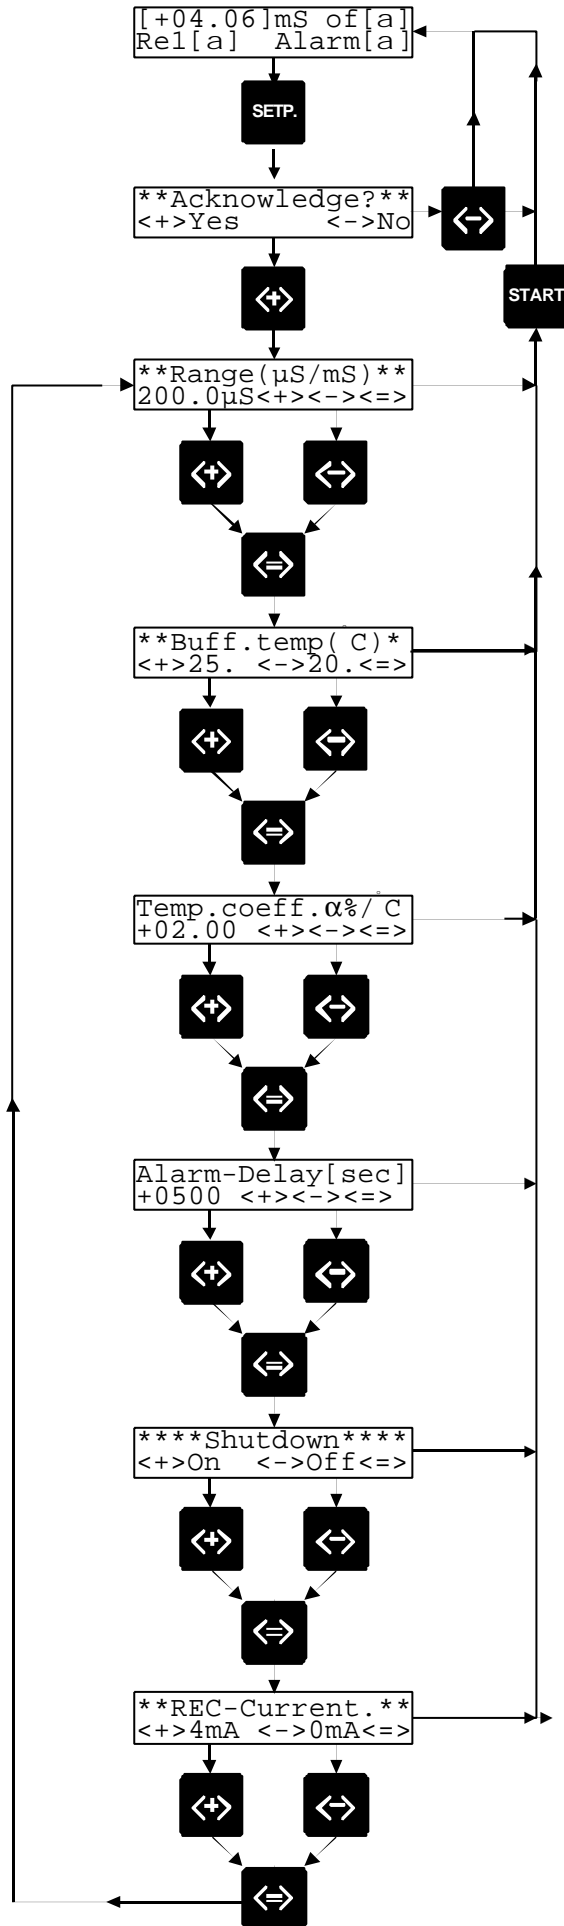 [+04.06]mS of[a]
Rel[a] Alarm[a]
SETP.
**Acknowledge?**
<+>Yes <->No
<->
<+>
START
**Range(µS/mS)**
200.0µS<+><-><=>
<+> <->
<=>
**Buff.temp(°C)*
<+>25. <->20.<=>
<+> <->
<=>
Temp.coeff.α%/°C
+02.00 <+><-><=>
<+> <->
<=>
Alarm-Delay[sec]
+0500 <+><-><=>
<+> <->
<=>
****Shutdown****
<+>On <->Off<=>
<+> <->
<=>
**REC-Current.**
<+>4mA <->0mA<=>
<+> <->
<=>